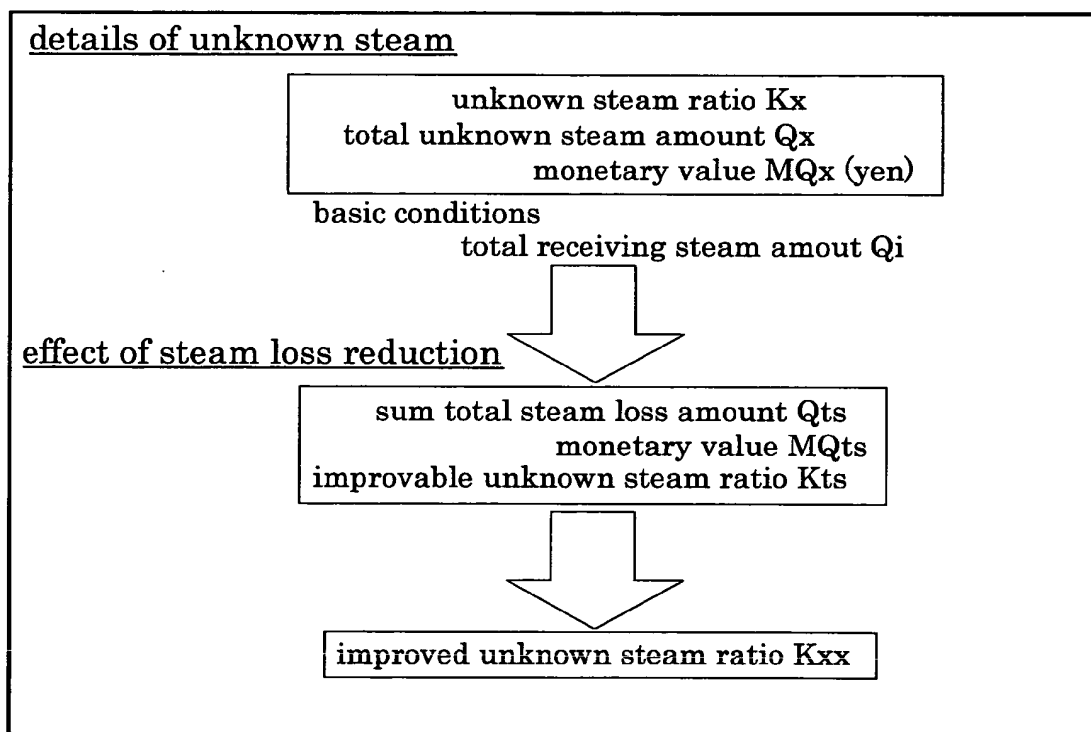 details of unknown steam
unknown steam ratio Kx
total unknown steam amount Qx
monetary value MQx (yen)
basic conditions
total receiving steam amout Qi
effect of steam loss reduction
sum total steam loss amount Qts
monetary value MQts
improvable unknown steam ratio Kts
improved unknown steam ratio Kxx